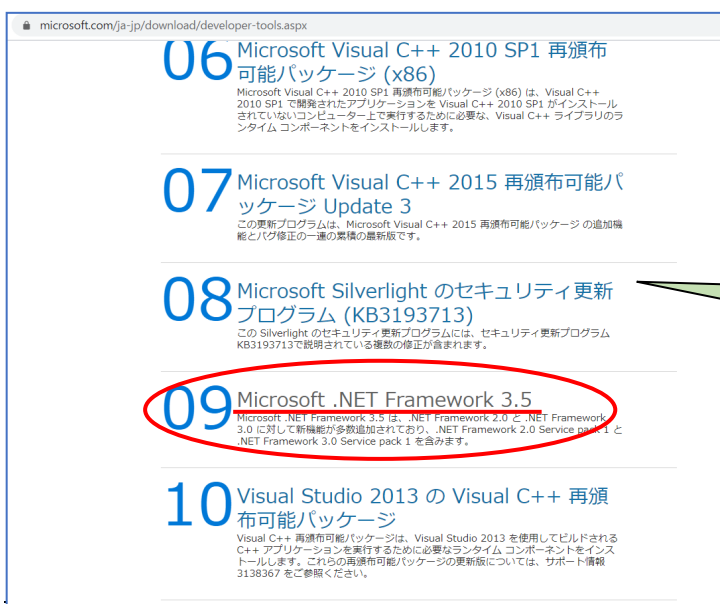 microsoft.com/ja-jp/download/developer-tools.aspx
06
Microsoft Visual C++ 2010 SP1 再頒布
可能パッケージ (x86)
Microsoft Visual C++ 2010 SP1 再頒布可能パッケージ (x86) は、Visual C++
2010 SP1 で開発されたアプリケーションを Visual C++ 2010 SP1 がインストール
されていないコンピューター上で実行するために必要な、Visual C++ ライブラリのラ
ンタイム コンポーネントをインストールします。
07
Microsoft Visual C++ 2015 再頒布可能パ
ッケージ Update 3
この更新プログラムは、Microsoft Visual C++ 2015 再頒布可能パッケージ の追加機
能とバグ修正の一連の累積の最新版です。
08
Microsoft Silverlight のセキュリティ更新
プログラム (KB3193713)
この Silverlight のセキュリティ更新プログラムには、セキュリティ更新プログラム
KB3193713で説明されている複数の修正が含まれます。
09
Microsoft .NET Framework 3.5
Microsoft .NET Framework 3.5 は、.NET Framework 2.0 と .NET Framework
3.0 に対して新機能が多数追加されており、.NET Framework 2.0 Service pack 1 と
.NET Framework 3.0 Service pack 1 を含みます。
10
Visual Studio 2013 の Visual C++ 再頒
布可能パッケージ
Visual C++ 再頒布可能パッケージは、Visual Studio 2013 を使用してビルドされる
C++ アプリケーションを実行するために必要なランタイム コンポーネントをインス
トールします。これらの再頒布可能パッケージの更新版については、サポート情報
3138367 をご参照ください。